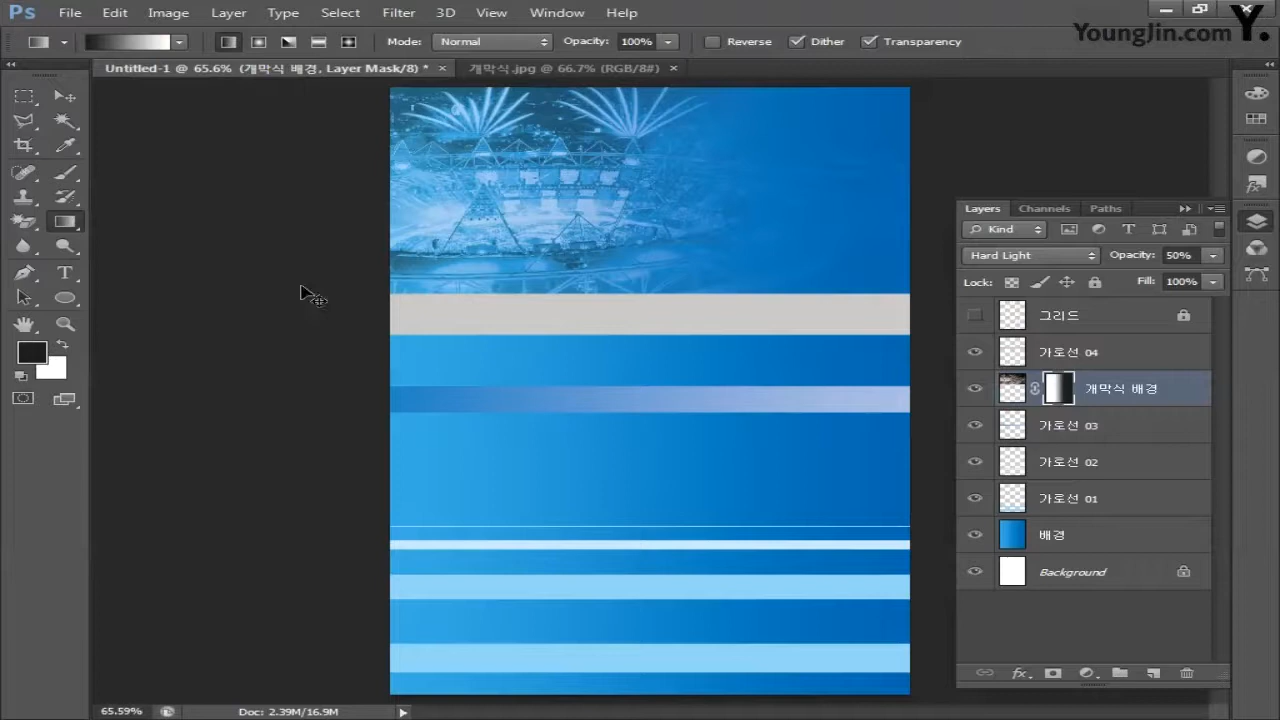 Ps File Edit Image Layer Type Select Filter 3D View Window Help
YoungJin.com Y.
Mode: Normal Opacity: 100% Reverse Dither Transparency
Untitled-1 @ 65.6% (개막식 배경, Layer Mask/8) * × 개막식.jpg @ 66.7% (RGB/8#) ×
Layers Channels Paths
Kind
Hard Light Opacity: 50%
Lock: Fill: 100%
그리드
가로선 04
개막식 배경
가로선 03
가로선 02
가로선 01
배경
Background
65.59% Doc: 2.39M/16.9M